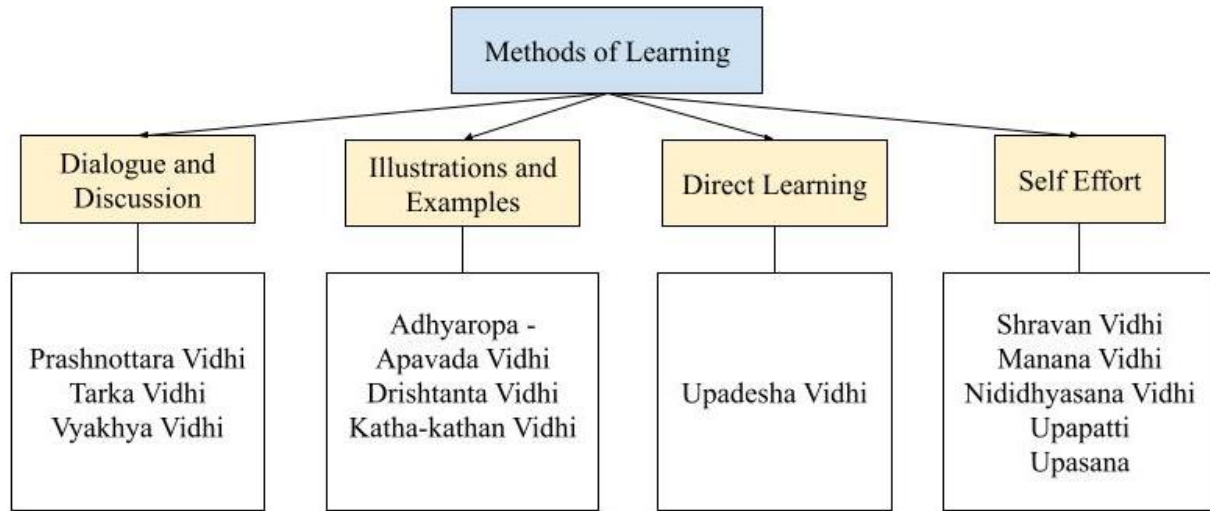 Methods of Learning
Dialogue and
Discussion
Illustrations and
Examples
Direct Learning
Self Effort
Prashnottara Vidhi
Tarka Vidhi
Vyakhya Vidhi
Adhyaropa -
Apavada Vidhi
Drishtanta Vidhi
Katha-kathan Vidhi
Upadesha Vidhi
Shravan Vidhi
Manana Vidhi
Nididhyasana Vidhi
Upapatti
Upasana